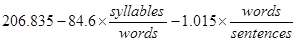 206.835 − 84.6 × syllables/words − 1.015 × words/sentences